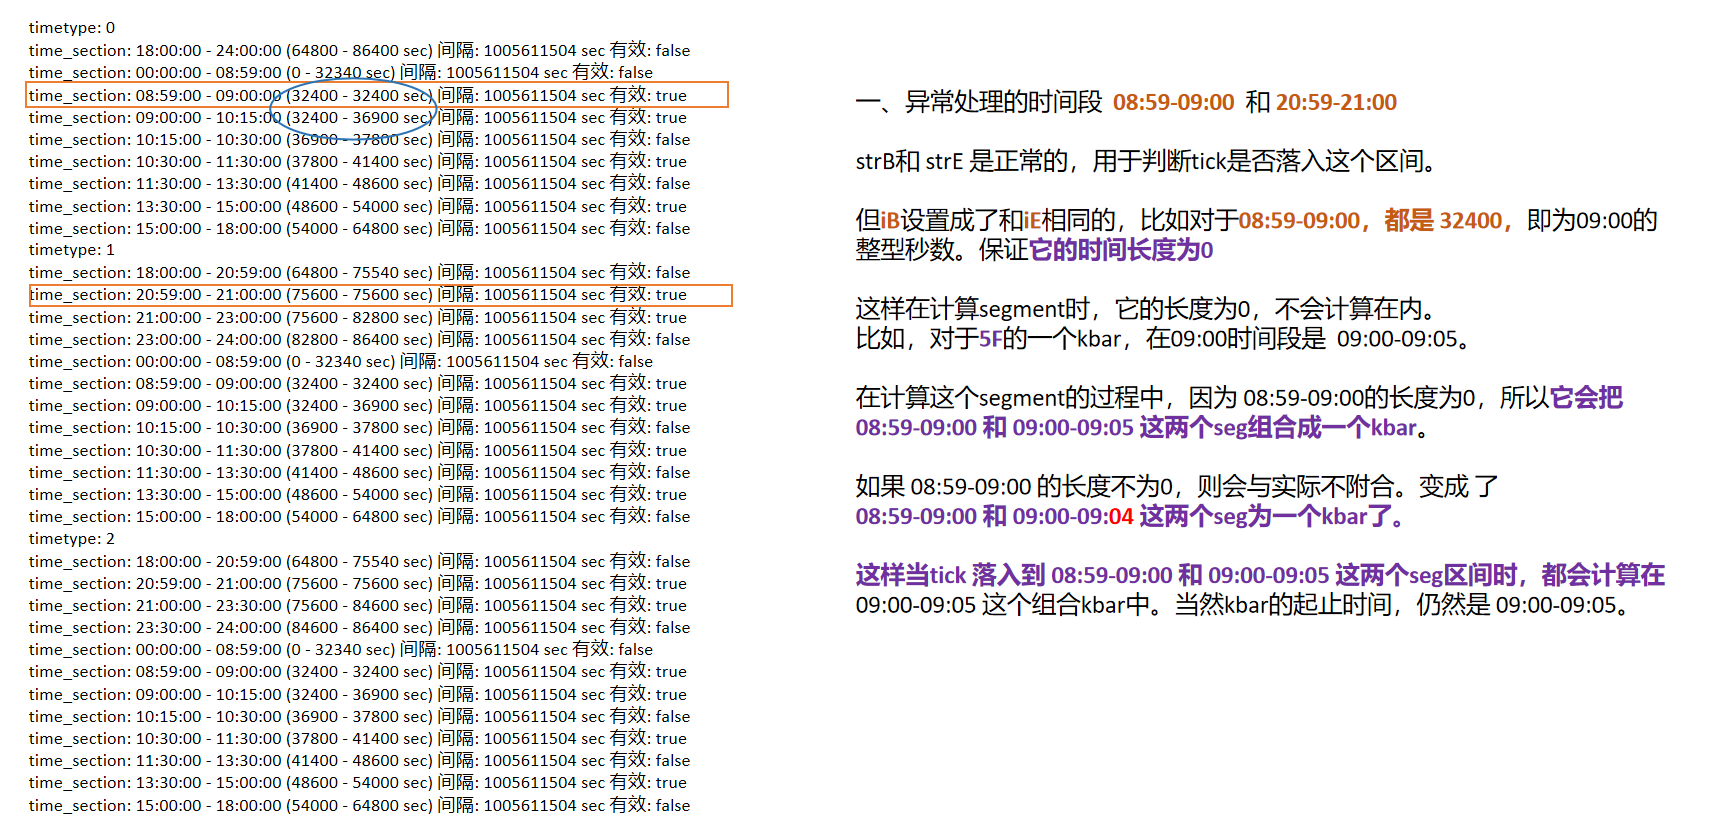 timetype: 0
time_section: 18:00:00 - 24:00:00 (64800 - 86400 sec) 间隔: 1005611504 sec 有效: false
time_section: 00:00:00 - 08:59:00 (0 - 32340 sec) 间隔: 1005611504 sec 有效: false
time_section: 08:59:00 - 09:00:00 (32400 - 32400 sec) 间隔: 1005611504 sec 有效: true
time_section: 09:00:00 - 10:15:00 (32400 - 36900 sec) 间隔: 1005611504 sec 有效: true
time_section: 10:15:00 - 10:30:00 (36900 - 37800 sec) 间隔: 1005611504 sec 有效: false
time_section: 10:30:00 - 11:30:00 (37800 - 41400 sec) 间隔: 1005611504 sec 有效: true
time_section: 11:30:00 - 13:30:00 (41400 - 48600 sec) 间隔: 1005611504 sec 有效: false
time_section: 13:30:00 - 15:00:00 (48600 - 54000 sec) 间隔: 1005611504 sec 有效: true
time_section: 15:00:00 - 18:00:00 (54000 - 64800 sec) 间隔: 1005611504 sec 有效: false
timetype: 1
time_section: 18:00:00 - 20:59:00 (64800 - 75540 sec) 间隔: 1005611504 sec 有效: false
time_section: 20:59:00 - 21:00:00 (75600 - 75600 sec) 间隔: 1005611504 sec 有效: true
time_section: 21:00:00 - 23:00:00 (75600 - 82800 sec) 间隔: 1005611504 sec 有效: true
time_section: 23:00:00 - 24:00:00 (82800 - 86400 sec) 间隔: 1005611504 sec 有效: false
time_section: 00:00:00 - 08:59:00 (0 - 32340 sec) 间隔: 1005611504 sec 有效: false
time_section: 08:59:00 - 09:00:00 (32400 - 32400 sec) 间隔: 1005611504 sec 有效: true
time_section: 09:00:00 - 10:15:00 (32400 - 36900 sec) 间隔: 1005611504 sec 有效: true
time_section: 10:15:00 - 10:30:00 (36900 - 37800 sec) 间隔: 1005611504 sec 有效: false
time_section: 10:30:00 - 11:30:00 (37800 - 41400 sec) 间隔: 1005611504 sec 有效: true
time_section: 11:30:00 - 13:30:00 (41400 - 48600 sec) 间隔: 1005611504 sec 有效: false
time_section: 13:30:00 - 15:00:00 (48600 - 54000 sec) 间隔: 1005611504 sec 有效: true
time_section: 15:00:00 - 18:00:00 (54000 - 64800 sec) 间隔: 1005611504 sec 有效: false
timetype: 2
time_section: 18:00:00 - 20:59:00 (64800 - 75540 sec) 间隔: 1005611504 sec 有效: false
time_section: 20:59:00 - 21:00:00 (75600 - 75600 sec) 间隔: 1005611504 sec 有效: true
time_section: 21:00:00 - 23:30:00 (75600 - 84600 sec) 间隔: 1005611504 sec 有效: true
time_section: 23:30:00 - 24:00:00 (84600 - 86400 sec) 间隔: 1005611504 sec 有效: false
time_section: 00:00:00 - 08:59:00 (0 - 32340 sec) 间隔: 1005611504 sec 有效: false
time_section: 08:59:00 - 09:00:00 (32400 - 32400 sec) 间隔: 1005611504 sec 有效: true
time_section: 09:00:00 - 10:15:00 (32400 - 36900 sec) 间隔: 1005611504 sec 有效: true
time_section: 10:15:00 - 10:30:00 (36900 - 37800 sec) 间隔: 1005611504 sec 有效: false
time_section: 10:30:00 - 11:30:00 (37800 - 41400 sec) 间隔: 1005611504 sec 有效: true
time_section: 11:30:00 - 13:30:00 (41400 - 48600 sec) 间隔: 1005611504 sec 有效: false
time_section: 13:30:00 - 15:00:00 (48600 - 54000 sec) 间隔: 1005611504 sec 有效: true
time_section: 15:00:00 - 18:00:00 (54000 - 64800 sec) 间隔: 1005611504 sec 有效: false
一、异常处理的时间段 08:59-09:00 和 20:59-21:00
strB和 strE 是正常的，用于判断tick是否落入这个区间。
但iB设置成了和iE相同的，比如对于08:59-09:00，都是 32400，即为09:00的
整型秒数。保证它的时间长度为0
这样在计算segment时，它的长度为0，不会计算在内。
比如，对于5F的一个kbar，在09:00时间段是 09:00-09:05。
在计算这个segment的过程中，因为 08:59-09:00的长度为0，所以它会把
08:59-09:00 和 09:00-09:05 这两个seg组合成一个kbar。
如果 08:59-09:00 的长度不为0，则会与实际不附合。变成 了
08:59-09:00 和 09:00-09:04 这两个seg为一个kbar了。
这样当tick 落入到 08:59-09:00 和 09:00-09:05 这两个seg区间时，都会计算在
09:00-09:05 这个组合kbar中。当然kbar的起止时间，仍然是 09:00-09:05。